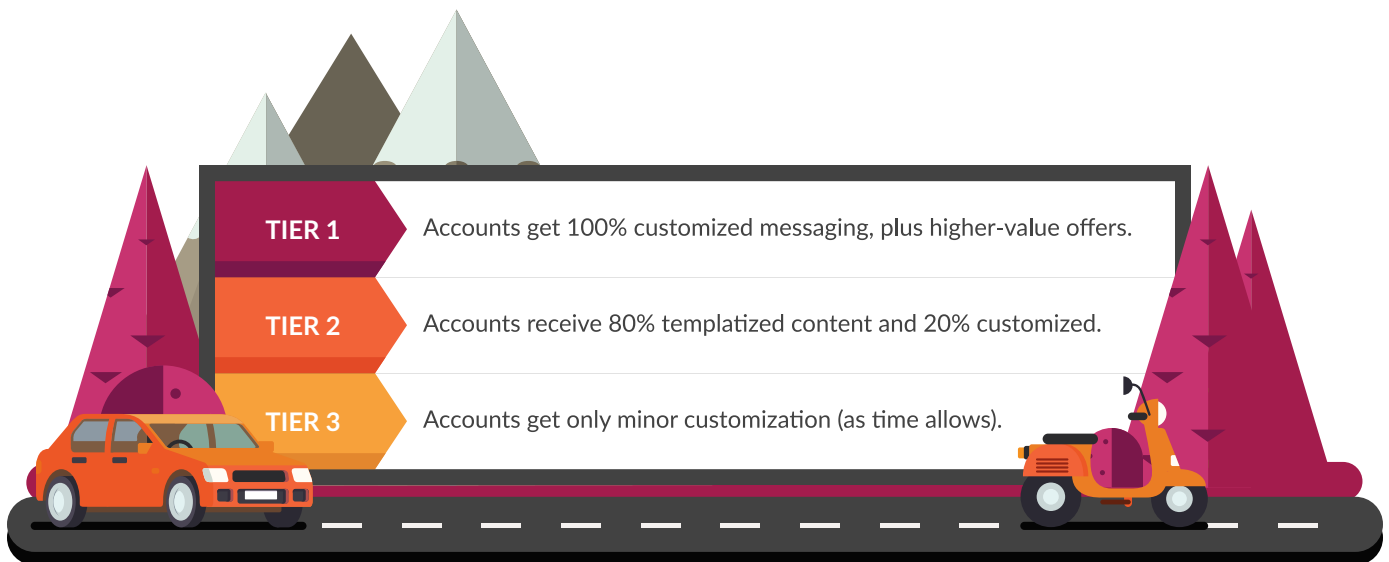 TIER 1
Accounts get 100% customized messaging, plus higher-value offers.
TIER 2
Accounts receive 80% templatized content and 20% customized.
TIER 3
Accounts get only minor customization (as time allows).